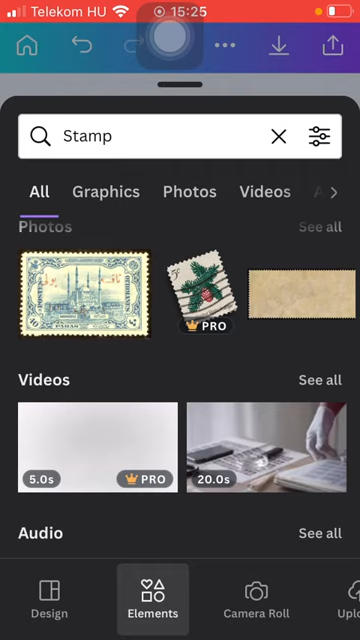 Telekom HU 15:25
Stamp
All Graphics Photos Videos
Photos See all
PRO
Videos See all
5.0s PRO 20.0s
Audio See all
Design Elements Camera Roll Uplo